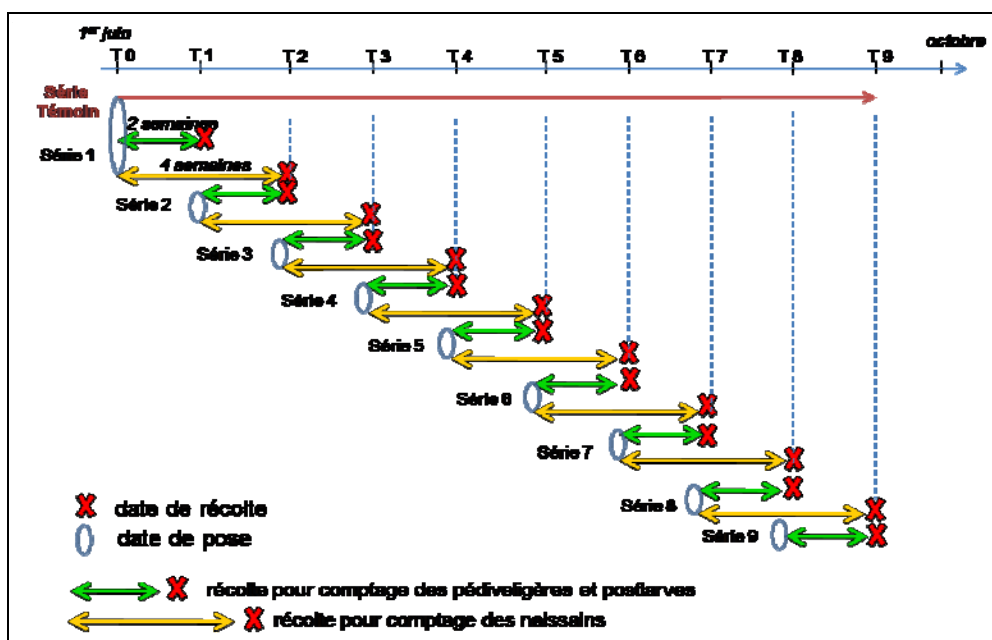 1er juin octobre
T0 T1 T2 T3 T4 T5 T6 T7 T8 T9
Série
Témoin
2 semaines
Série 1
4 semaines
Série 2
Série 3
Série 4
Série 5
Série 6
Série 7
Série 8
Série 9
date de récolte
date de pose
récolte pour comptage des pédiveligères et postlarves
récolte pour comptage des naissains